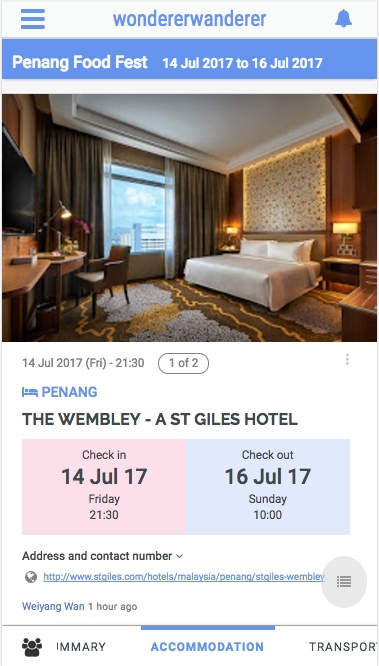 wondererwanderer
Penang Food Fest 14 Jul 2017 to 16 Jul 2017
14 Jul 2017 (Fri) - 21:30 1 of 2
PENANG
THE WEMBLEY - A ST GILES HOTEL
Check in
14 Jul 17
Friday
21:30
Check out
16 Jul 17
Sunday
10:00
Address and contact number
http://www.stgiles.com/hotels/malaysia/penang/stgiles-wembley
Weiyang Wan 1 hour ago
MMARY ACCOMMODATION TRANSPOR